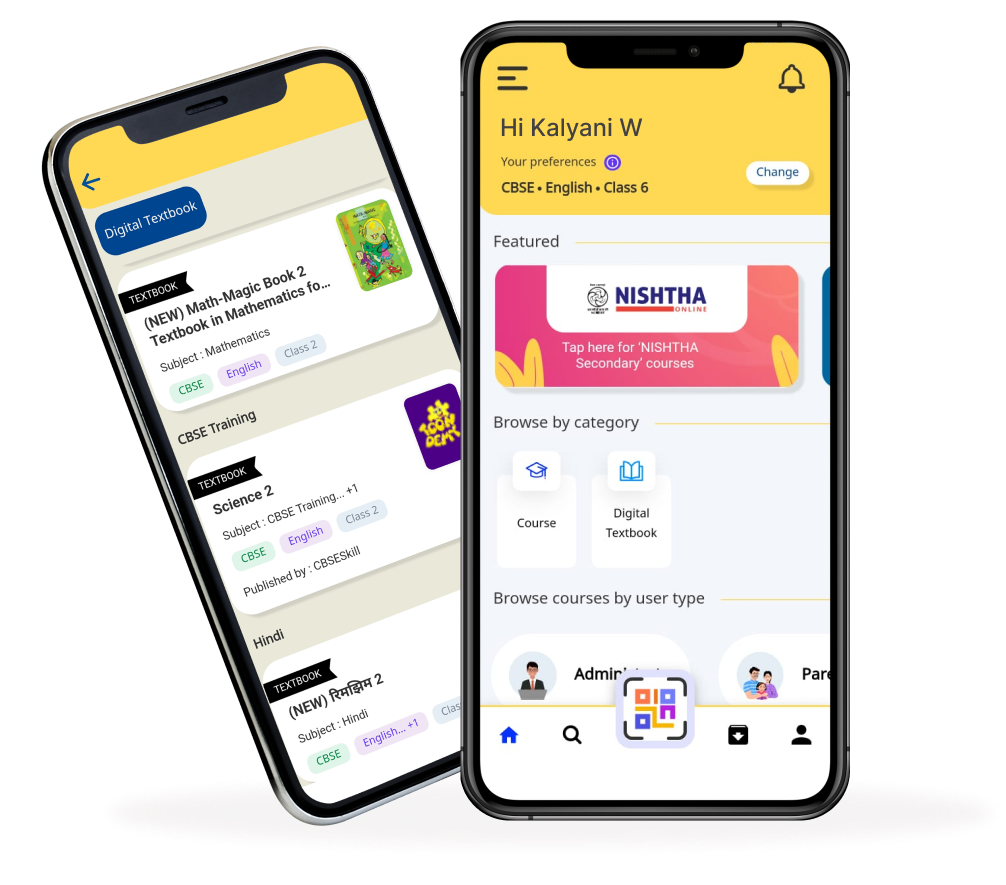 Digital Textbook
TEXTBOOK
(NEW) Math-Magic Book 2
Textbook in Mathematics fo...
Subject : Mathematics
CBSE
English
Class 2
CBSE Training
TEXTBOOK
Science 2
Subject : CBSE Training... +1
CBSE
English
Class 2
Published by : CBSESkill
Hindi
TEXTBOOK
(NEW) रिमझिम 2
Subject : Hindi
CBSE
English... +1
Hi Kalyani W
Your preferences
CBSE • English • Class 6
Change
Featured
NISHTHA
ONLINE
Tap here for ‘NISHTHA
Secondary’ courses
Browse by category
Course
Digital
Textbook
Browse courses by user type